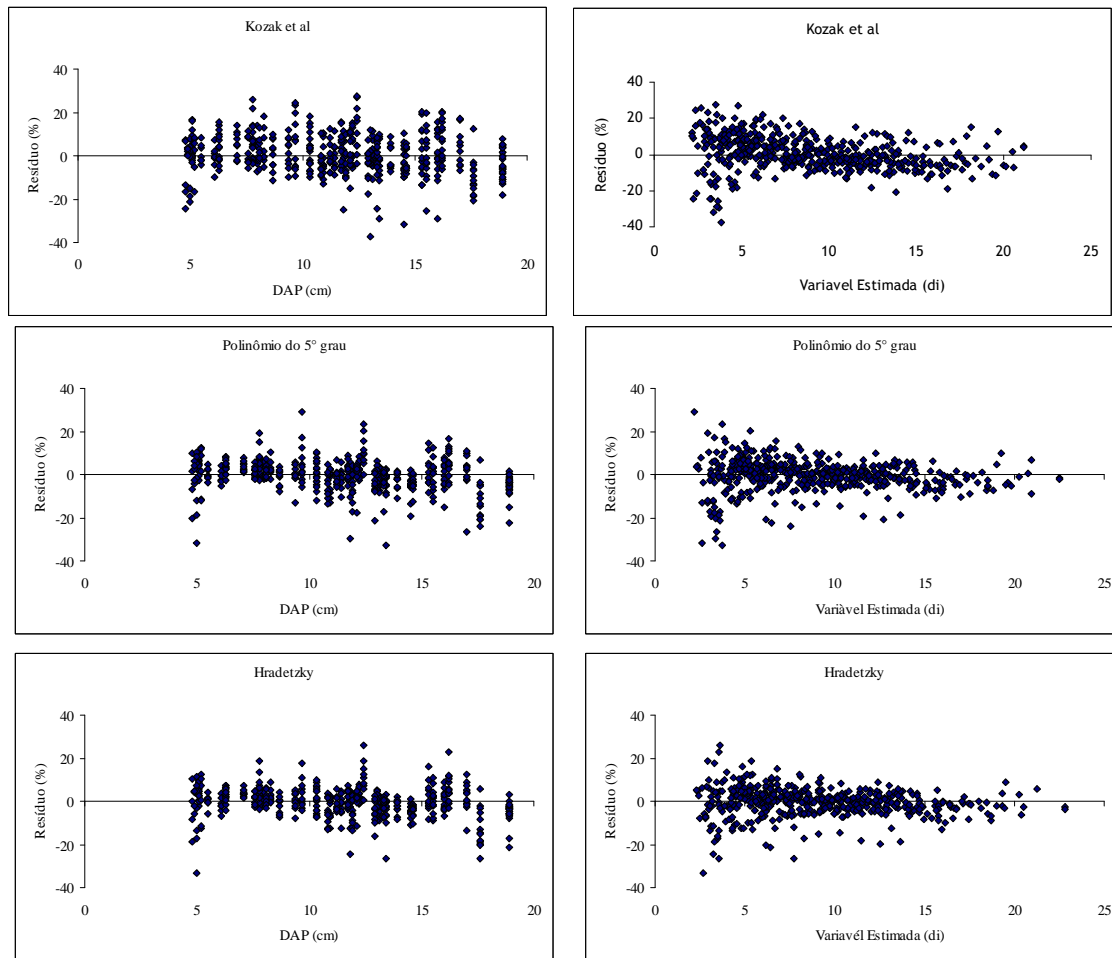 Kozak et al
40
20
0
-20
-40
Resíduo (%)
0 5 10 15 20
DAP (cm)
Kozak et al
40
20
0
-20
-40
Resíduo (%)
0 5 10 15 20 25
Variavel Estimada (di)
Polinômio do 5° grau
40
20
0
-20
-40
Resíduo (%)
0 5 10 15 20
DAP (cm)
Polinômio do 5° grau
40
20
0
-20
-40
Resíduo (%)
0 5 10 15 20 25
Variàvel Estimada (di)
Hradetzky
40
20
0
-20
-40
Resíduo (%)
0 5 10 15 20
DAP (cm)
Hradetzky
40
20
0
-20
-40
Resíduo (%)
0 5 10 15 20 25
Variavél Estimada (di)